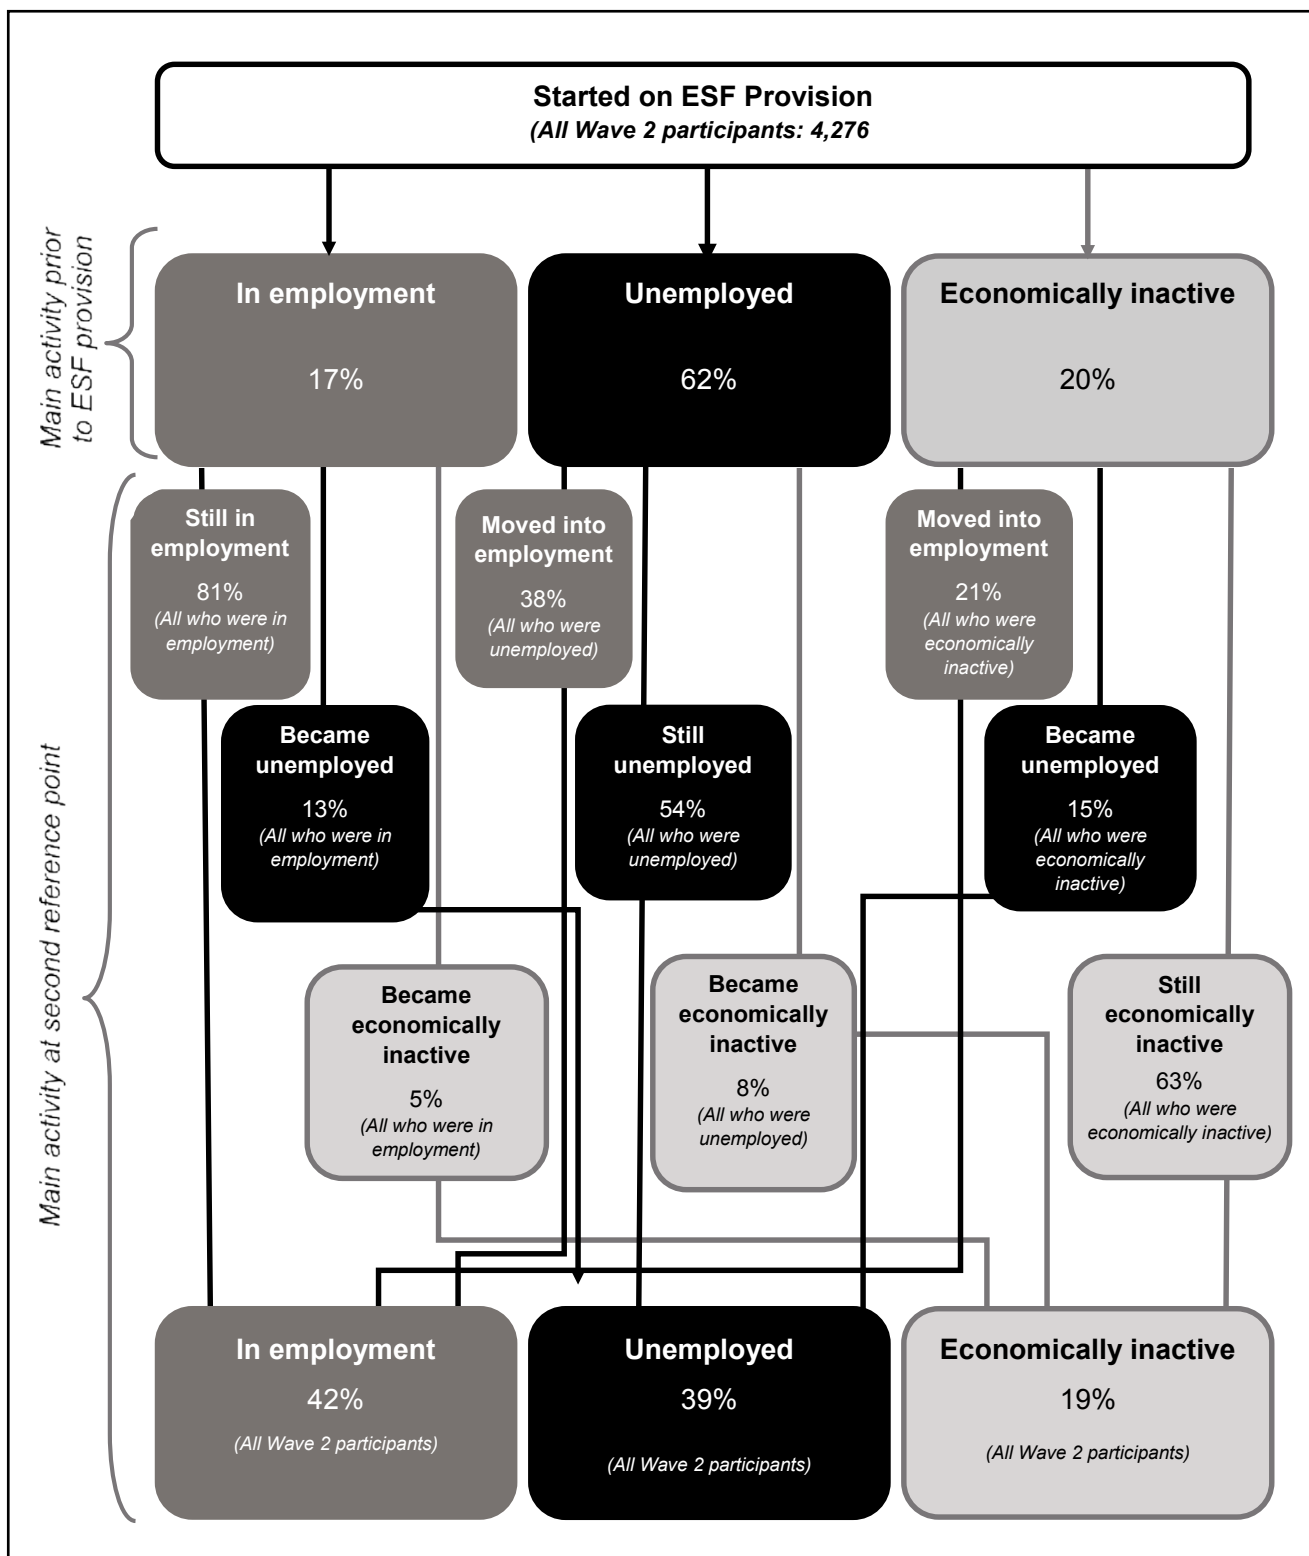 Started on ESF Provision
(All Wave 2 participants: 4,276
Main activity prior
to ESF provision
In employment
17%
Unemployed
62%
Economically inactive
20%
Main activity at second reference point
Still in
employment
81%
(All who were in
employment)
Moved into
employment
38%
(All who were
unemployed)
Moved into
employment
21%
(All who were
economically
inactive)
Became
unemployed
13%
(All who were in
employment)
Still
unemployed
54%
(All who were
unemployed)
Became
unemployed
15%
(All who were
economically
inactive)
Became
economically
inactive
5%
(All who were in
employment)
Became
economically
inactive
8%
(All who were
unemployed)
Still
economically
inactive
63%
(All who were
economically inactive)
In employment
42%
(All Wave 2 participants)
Unemployed
39%
(All Wave 2 participants)
Economically inactive
19%
(All Wave 2 participants)